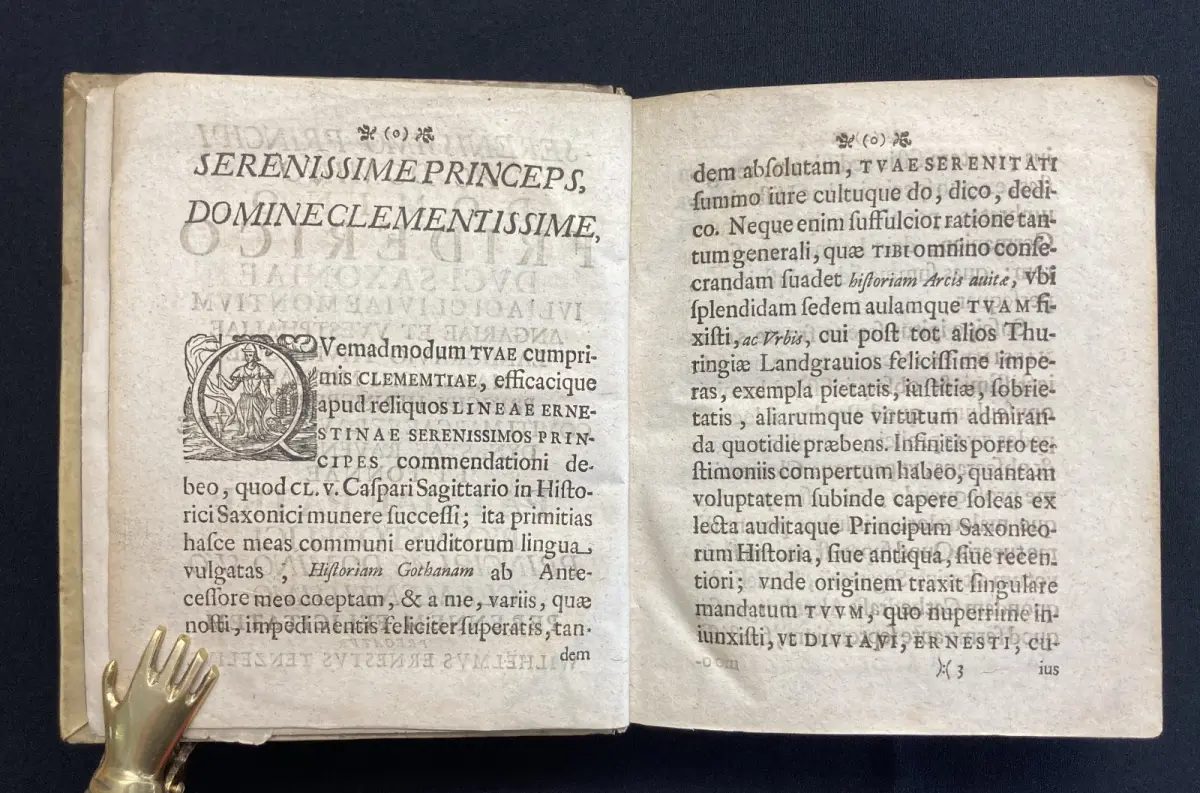 (o)
SERENISSIME PRINCEPS,
DOMINE CLEMENTISSIME,
QVemadmodum TVAE cumpri-
mis CLEMEMTIAE, efficacique
apud reliquos LINEAE ERNE-
STINAE SERENISSIMOS PRIN-
CIPES commendationi de-
beo, quod CL. V. Caſpari Sagittario in Hiſto-
rici Saxonici munere ſucceſſi; ita primitias
haſce meas communi eruditorum lingua
vulgatas, Hiſtoriam Gothanam ab Ante-
ceſſore meo coeptam, & a me, variis, quæ
noſti, impedimentis feliciter ſuperatis, tan-
dem
(o)
dem abſolutam, TVAE SERENITATI
ſummo iure cultuque do, dico, dedi-
co. Neque enim ſuffulcior ratione tan-
tum generali, quæ TIBI omnino conſe-
crandam ſuadet hiſtoriam Arcis auitæ, vbi
ſplendidam ſedem aulamque TVAM fi-
xiſti, ac Vrbis, cui poſt tot alios Thu-
ringiæ Landgrauios feliciſſime impe-
ras, exempla pietatis, iuſtitiæ, ſobrie-
tatis, aliarumque virtutum admiran-
da quotidie præbens. Infinitis porro te-
ſtimoniis compertum habeo, quantam
voluptatem ſubinde capere ſoleas ex
lecta auditaque Principum Saxonico-
rum Hiſtoria, ſiue antiqua, ſiue recen-
tiori; vnde originem traxit ſingulare
mandatum TVVM, quo nuperrime in-
iunxiſti, vt DIVI AVI, ERNESTI, cu-
):( 3
ius